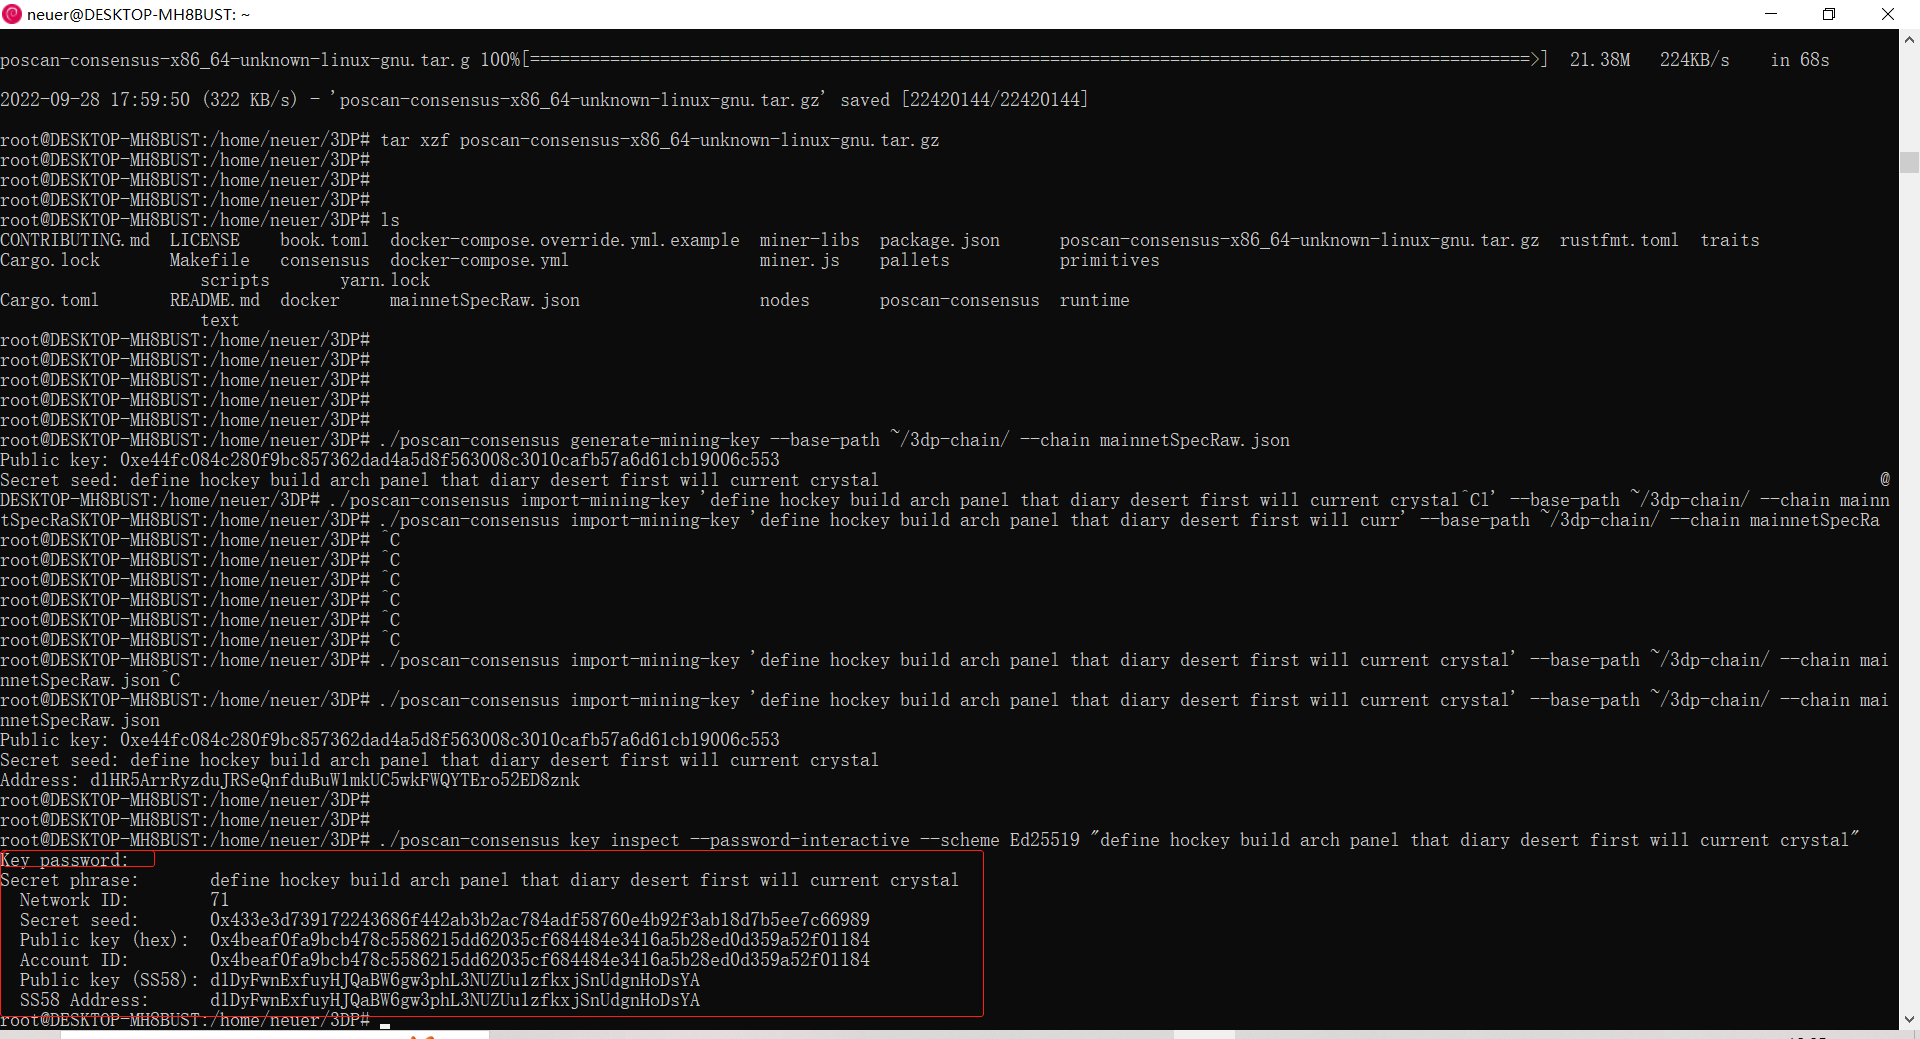 neuer@DESKTOP-MH8BUST: ~
poscan-consensus-x86_64-unknown-linux-gnu.tar.g 100%[====================================================================================================>]  21.38M   224KB/s    in 68s
2022-09-28 17:59:50 (322 KB/s) - 'poscan-consensus-x86_64-unknown-linux-gnu.tar.gz' saved [22420144/22420144]
root@DESKTOP-MH8BUST:/home/neuer/3DP# tar xzf poscan-consensus-x86_64-unknown-linux-gnu.tar.gz
root@DESKTOP-MH8BUST:/home/neuer/3DP#
root@DESKTOP-MH8BUST:/home/neuer/3DP#
root@DESKTOP-MH8BUST:/home/neuer/3DP#
root@DESKTOP-MH8BUST:/home/neuer/3DP# ls
CONTRIBUTING.md  LICENSE    book.toml  docker-compose.override.yml.example  miner-libs  package.json      poscan-consensus-x86_64-unknown-linux-gnu.tar.gz  rustfmt.toml  traits
Cargo.lock       Makefile   consensus  docker-compose.yml                   miner.js    pallets           primitives
scripts       yarn.lock
Cargo.toml       README.md  docker     mainnetSpecRaw.json                  nodes       poscan-consensus  runtime
text
root@DESKTOP-MH8BUST:/home/neuer/3DP#
root@DESKTOP-MH8BUST:/home/neuer/3DP#
root@DESKTOP-MH8BUST:/home/neuer/3DP#
root@DESKTOP-MH8BUST:/home/neuer/3DP#
root@DESKTOP-MH8BUST:/home/neuer/3DP#
root@DESKTOP-MH8BUST:/home/neuer/3DP# ./poscan-consensus generate-mining-key --base-path ~/3dp-chain/ --chain mainnetSpecRaw.json
Public key: 0xe44fc084c280f9bc857362dad4a5d8f563008c3010cafb57a6d61cb19006c553
Secret seed: define hockey build arch panel that diary desert first will current crystal @
DESKTOP-MH8BUST:/home/neuer/3DP# ./poscan-consensus import-mining-key 'define hockey build arch panel that diary desert first will current crystal^Cl' --base-path ~/3dp-chain/ --chain mainn
tSpecRaSKTOP-MH8BUST:/home/neuer/3DP# ./poscan-consensus import-mining-key 'define hockey build arch panel that diary desert first will curr' --base-path ~/3dp-chain/ --chain mainnetSpecRa
root@DESKTOP-MH8BUST:/home/neuer/3DP# ^C
root@DESKTOP-MH8BUST:/home/neuer/3DP# ^C
root@DESKTOP-MH8BUST:/home/neuer/3DP# ^C
root@DESKTOP-MH8BUST:/home/neuer/3DP# ^C
root@DESKTOP-MH8BUST:/home/neuer/3DP# ^C
root@DESKTOP-MH8BUST:/home/neuer/3DP# ^C
root@DESKTOP-MH8BUST:/home/neuer/3DP# ./poscan-consensus import-mining-key 'define hockey build arch panel that diary desert first will current crystal' --base-path ~/3dp-chain/ --chain mai
nnetSpecRaw.json^C
root@DESKTOP-MH8BUST:/home/neuer/3DP# ./poscan-consensus import-mining-key 'define hockey build arch panel that diary desert first will current crystal' --base-path ~/3dp-chain/ --chain mai
nnetSpecRaw.json
Public key: 0xe44fc084c280f9bc857362dad4a5d8f563008c3010cafb57a6d61cb19006c553
Secret seed: define hockey build arch panel that diary desert first will current crystal
Address: d1HR5ArrRyzduJRSeQnfduBuW1mkUC5wkFWQYTEro52ED8znk
root@DESKTOP-MH8BUST:/home/neuer/3DP#
root@DESKTOP-MH8BUST:/home/neuer/3DP#
root@DESKTOP-MH8BUST:/home/neuer/3DP# ./poscan-consensus key inspect --password-interactive --scheme Ed25519 "define hockey build arch panel that diary desert first will current crystal"
Key password:
Secret phrase:       define hockey build arch panel that diary desert first will current crystal
Network ID:        71
Secret seed:       0x433e3d739172243686f442ab3b2ac784adf58760e4b92f3ab18d7b5ee7c66989
Public key (hex):  0x4beaf0fa9bcb478c5586215dd62035cf684484e3416a5b28ed0d359a52f01184
Account ID:        0x4beaf0fa9bcb478c5586215dd62035cf684484e3416a5b28ed0d359a52f01184
Public key (SS58): d1DyFwnExfuyHJQaBW6gw3phL3NUZUu1zfkxjSnUdgnHoDsYA
SS58 Address:      d1DyFwnExfuyHJQaBW6gw3phL3NUZUu1zfkxjSnUdgnHoDsYA
root@DESKTOP-MH8BUST:/home/neuer/3DP#